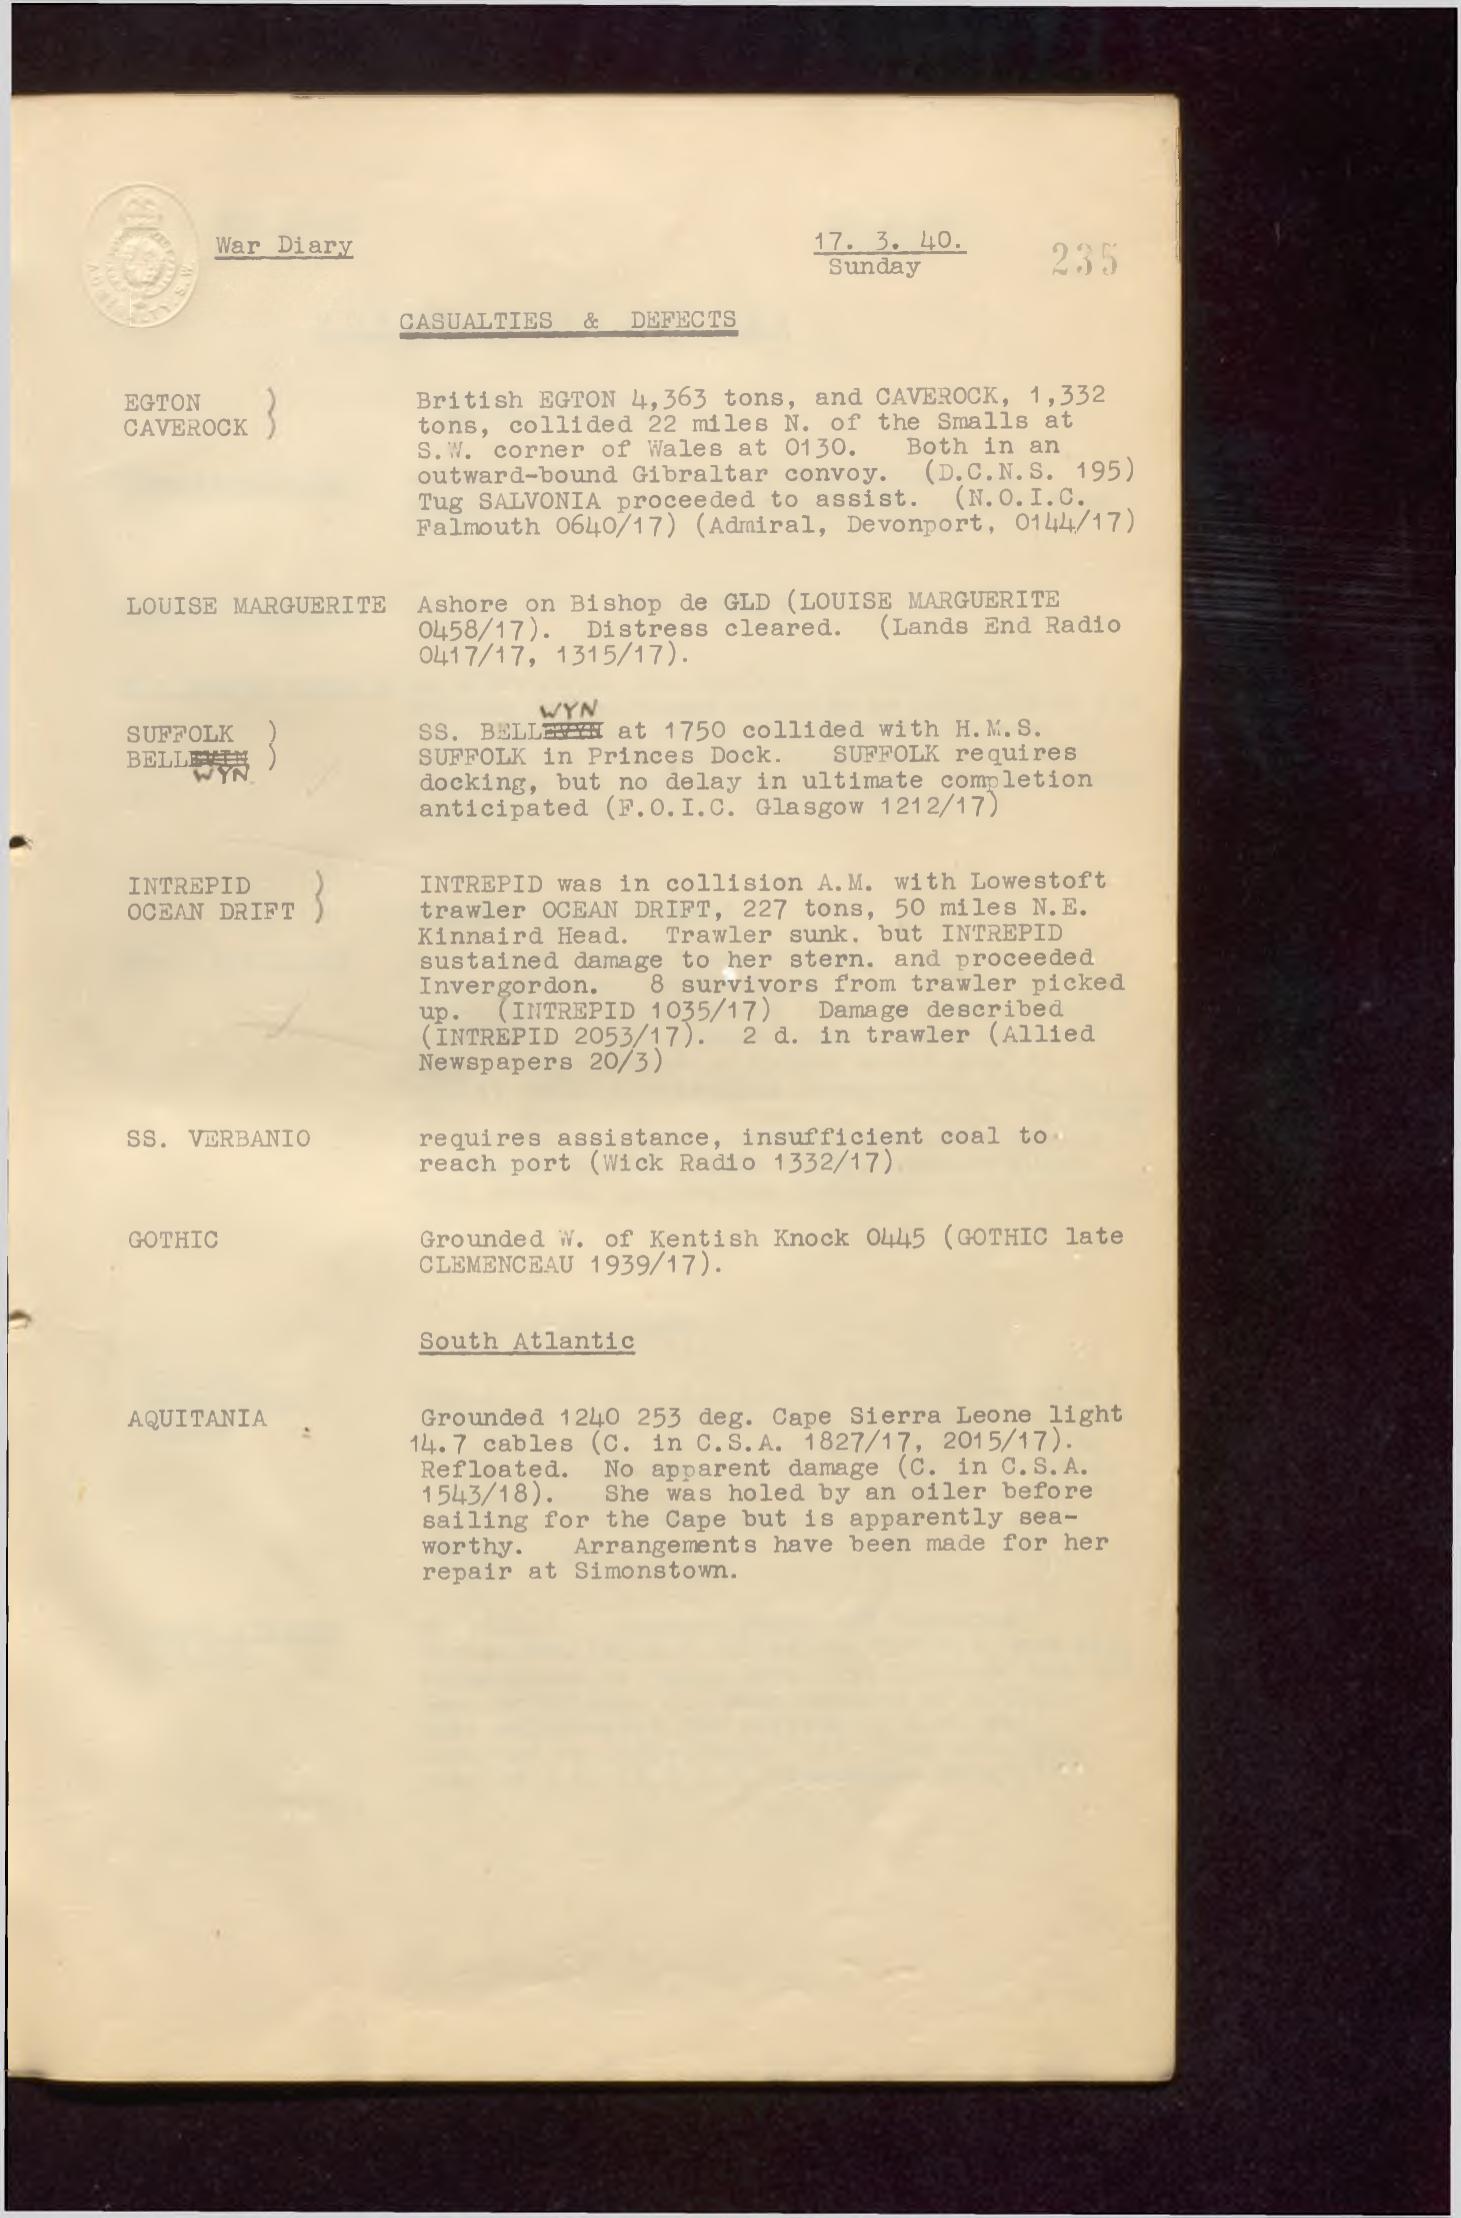 War Diary
17. 3. 40.
Sunday
235
CASUALTIES & DEFECTS
EGTON )
CAVEROCK )
British EGTON 4,363 tons, and CAVEROCK, 1,332
tons, collided 22 miles N. of the Smalls at
S.W. corner of Wales at 0130. Both in an
outward-bound Gibraltar convoy. (D.C.N.S. 195)
Tug SALVONIA proceeded to assist. (N.O.I.C.
Falmouth 0640/17) (Admiral, Devonport, 0144/17)
LOUISE MARGUERITE
Ashore on Bishop de GLD (LOUISE MARGUERITE
0458/17). Distress cleared. (Lands End Radio
0417/17, 1315/17).
SUFFOLK )
BELL )
WYN
WYN
SS. BELL at 1750 collided with H.M.S.
SUFFOLK in Princes Dock. SUFFOLK requires
docking, but no delay in ultimate completion
anticipated (F.O.I.C. Glasgow 1212/17)
INTREPID )
OCEAN DRIFT )
INTREPID was in collision A.M. with Lowestoft
trawler OCEAN DRIFT, 227 tons, 50 miles N.E.
Kinnaird Head. Trawler sunk. but INTREPID
sustained damage to her stern. and proceeded
Invergordon. 8 survivors from trawler picked
up. (INTREPID 1035/17) Damage described
(INTREPID 2053/17). 2 d. in trawler (Allied
Newspapers 20/3)
SS. VERBANIO
requires assistance, insufficient coal to
reach port (Wick Radio 1332/17)
GOTHIC
Grounded W. of Kentish Knock 0445 (GOTHIC late
CLEMENCEAU 1939/17).
South Atlantic
AQUITANIA
Grounded 1240 253 deg. Cape Sierra Leone light
14.7 cables (C. in C.S.A. 1827/17, 2015/17).
Refloated. No apparent damage (C. in C.S.A.
1543/18). She was holed by an oiler before
sailing for the Cape but is apparently sea-
worthy. Arrangements have been made for her
repair at Simonstown.